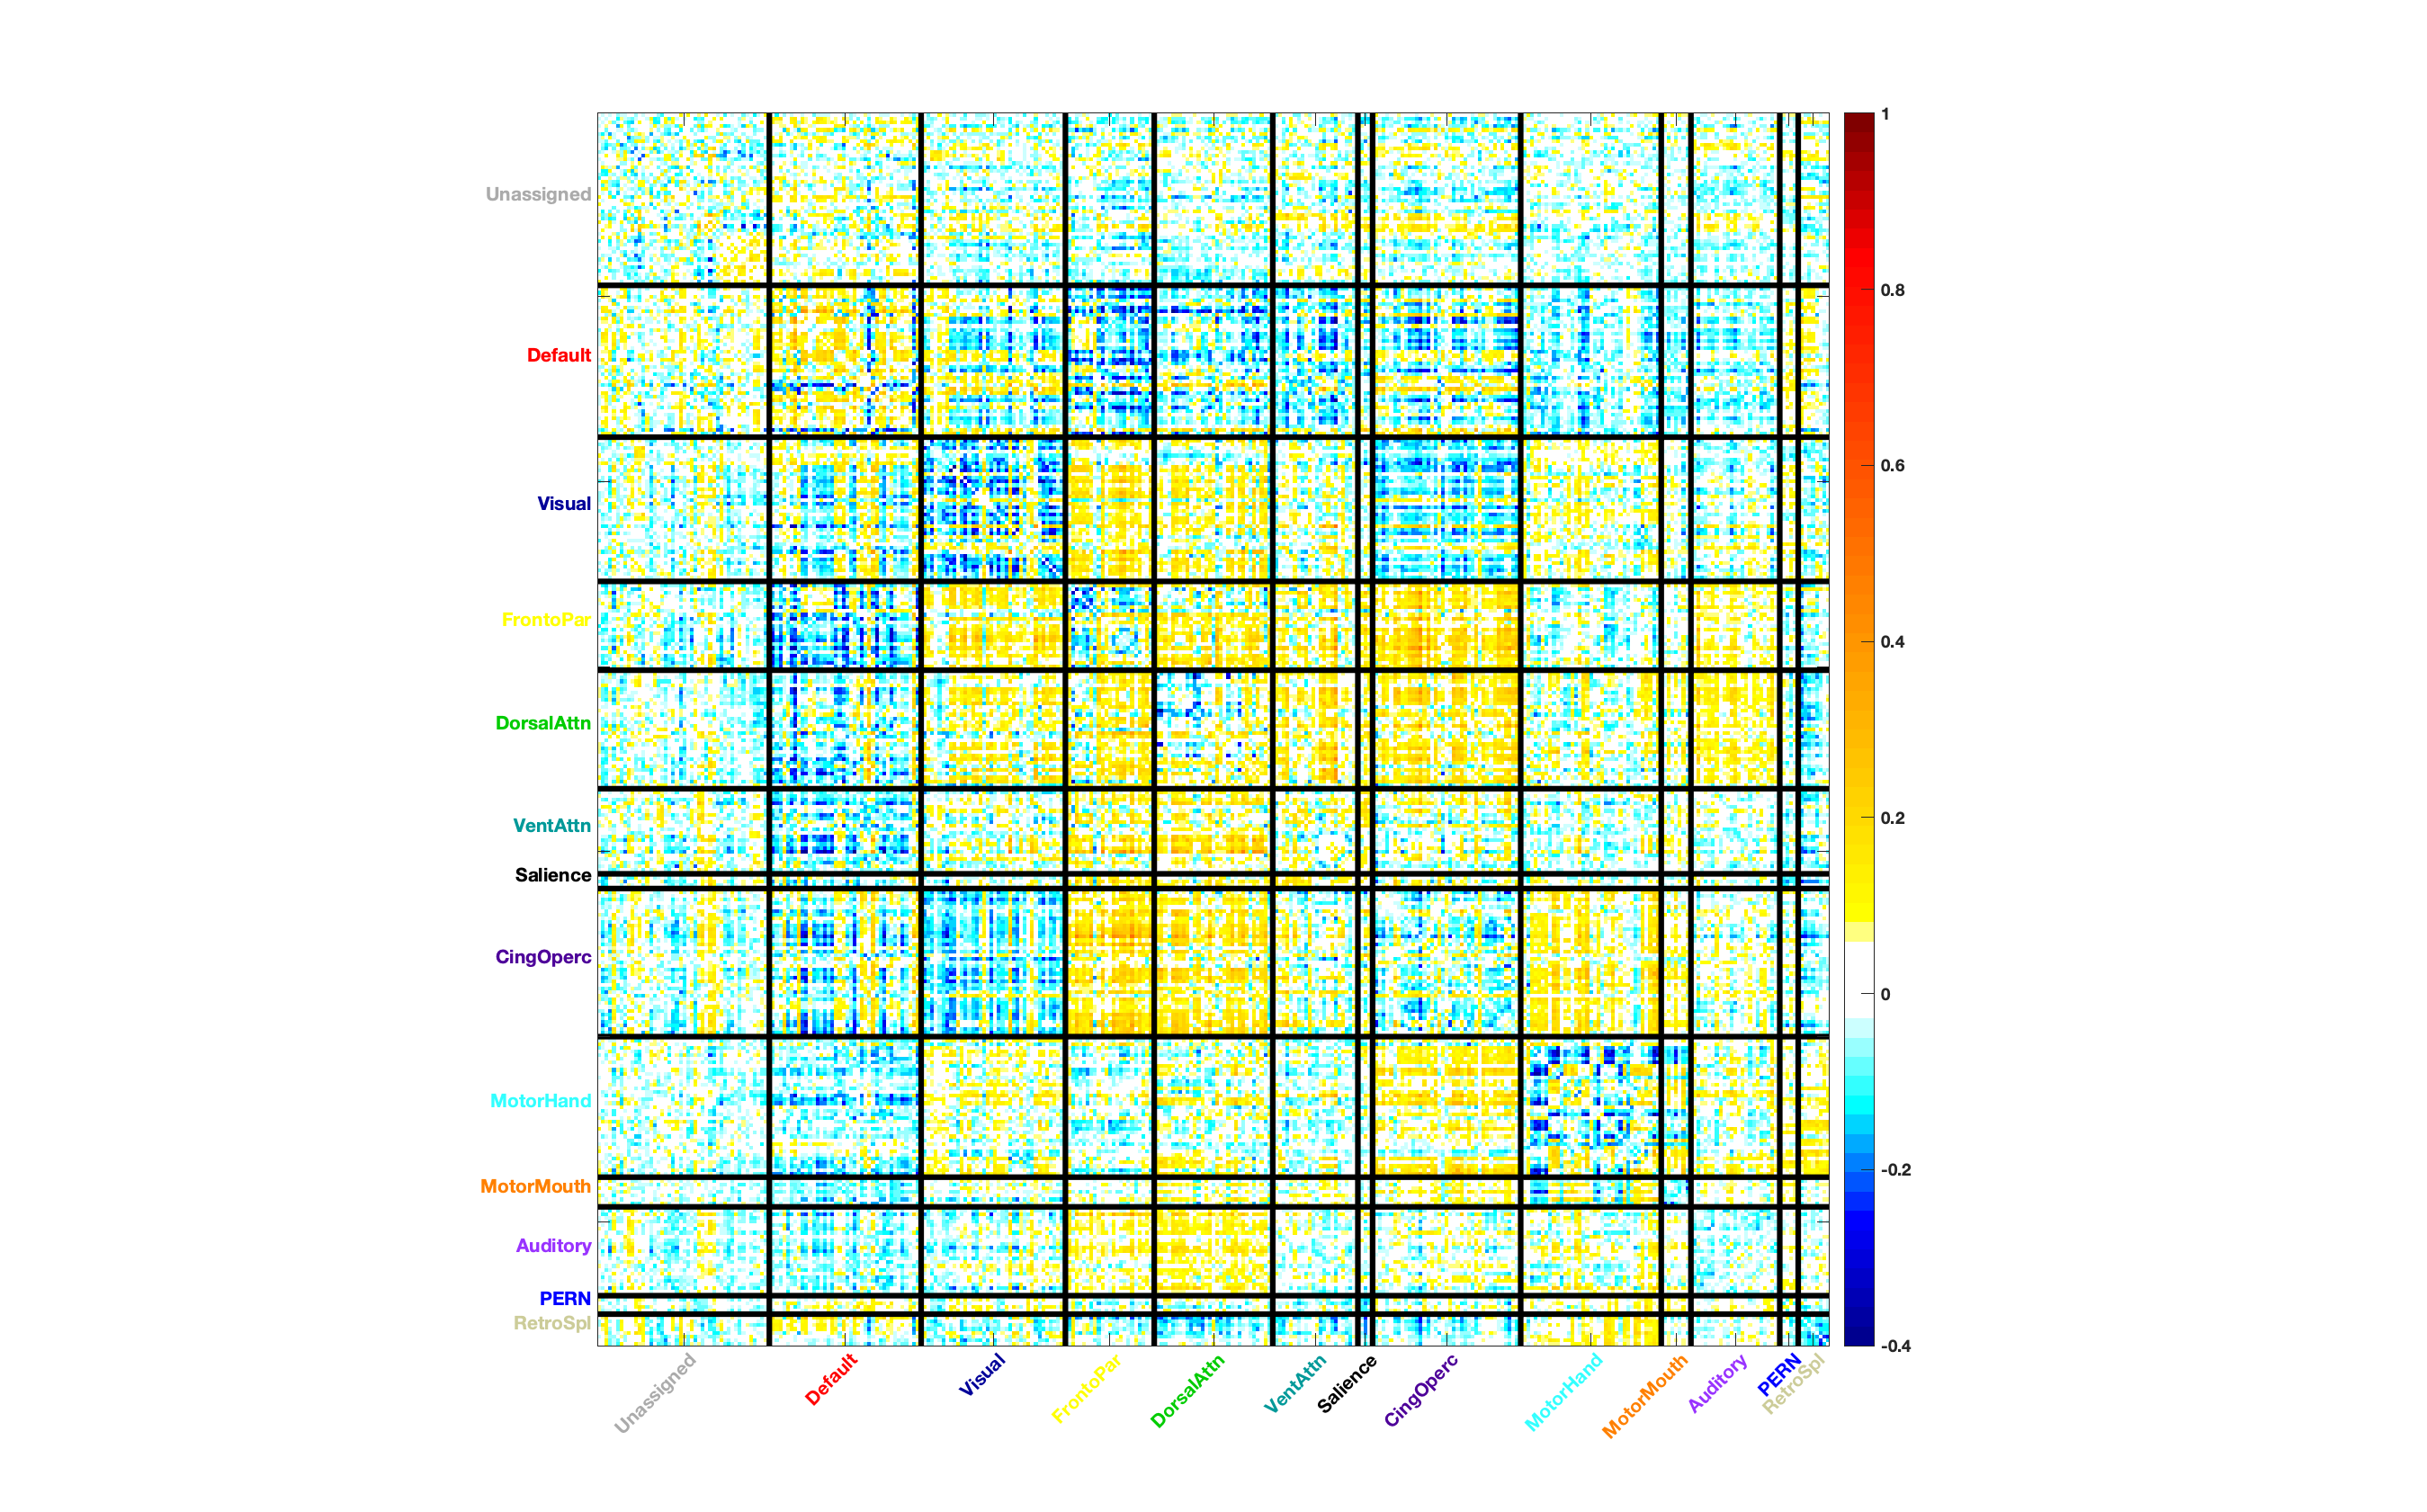 Unassigned
Default
Visual
FrontoPar
DorsalAttn
VentAttn
Salience
CingOperc
MotorHand
MotorMouth
Auditory
PERN
RetroSpl
1
0.8
0.6
0.4
0.2
0
-0.2
-0.4
Unassigned
Default
Visual
FrontoPar
DorsalAttn
VentAttn
Salience
CingOperc
MotorHand
MotorMouth
Auditory
PERN
RetroSpl